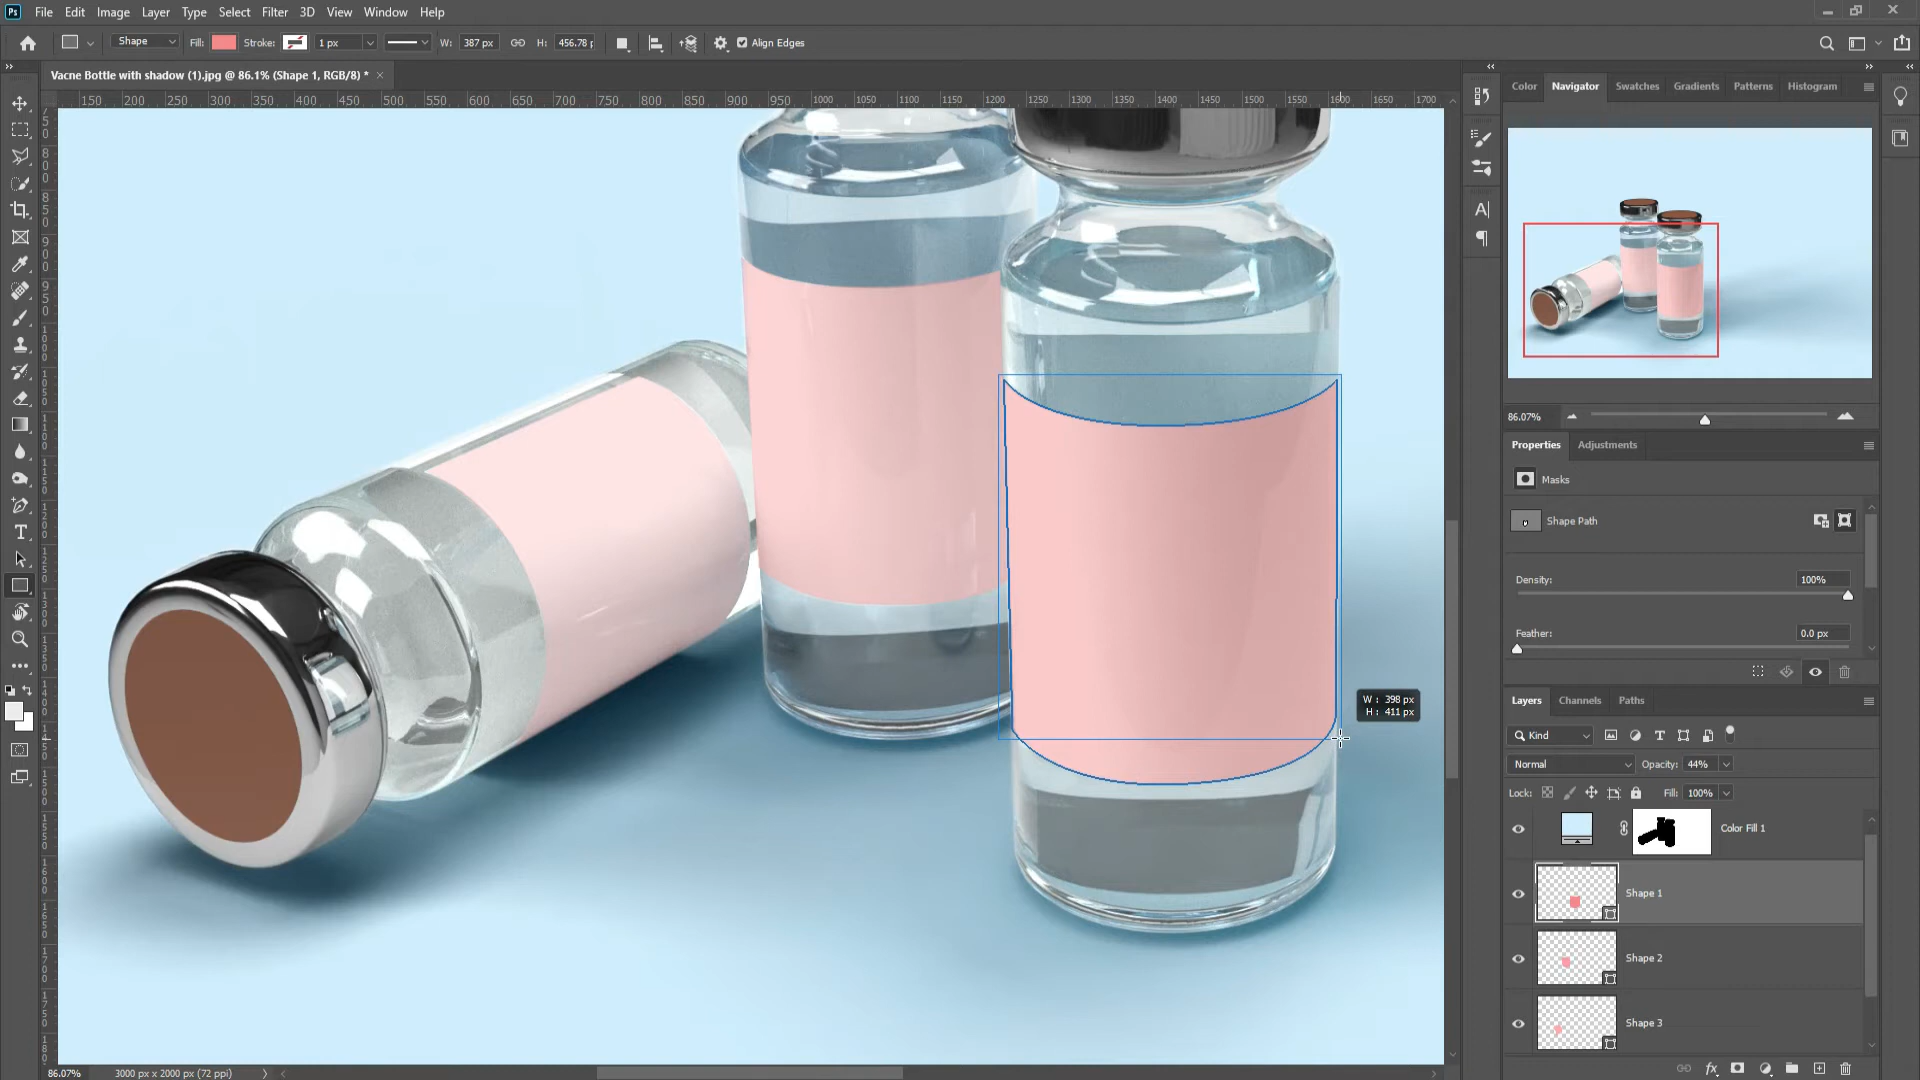 Ps File Edit Image Layer Type Select Filter 3D View Window Help
Shape Fill: Stroke: 1 px W: 387 px H: 456.78 p Align Edges
Vacne Bottle with shadow (1).jpg @ 86.1% (Shape 1, RGB/8) *
150 200 250 300 350 400 450 500 550 600 650 700 750 800 850 900 950 1000 1050 1100 1150 1200 1250 1300 1350 1400 1450 1500 1550 1600 1650 1700
Color Navigator Swatches Gradients Patterns Histogram
86.07%
Properties Adjustments
Masks
Shape Path
Density: 100%
Feather: 0.0 px
W : 398 px
H : 411 px
Layers Channels Paths
Kind
Normal Opacity: 44%
Lock: Fill: 100%
Color Fill 1
Shape 1
Shape 2
Shape 3
86.07% 3000 px x 2000 px (72 ppi)